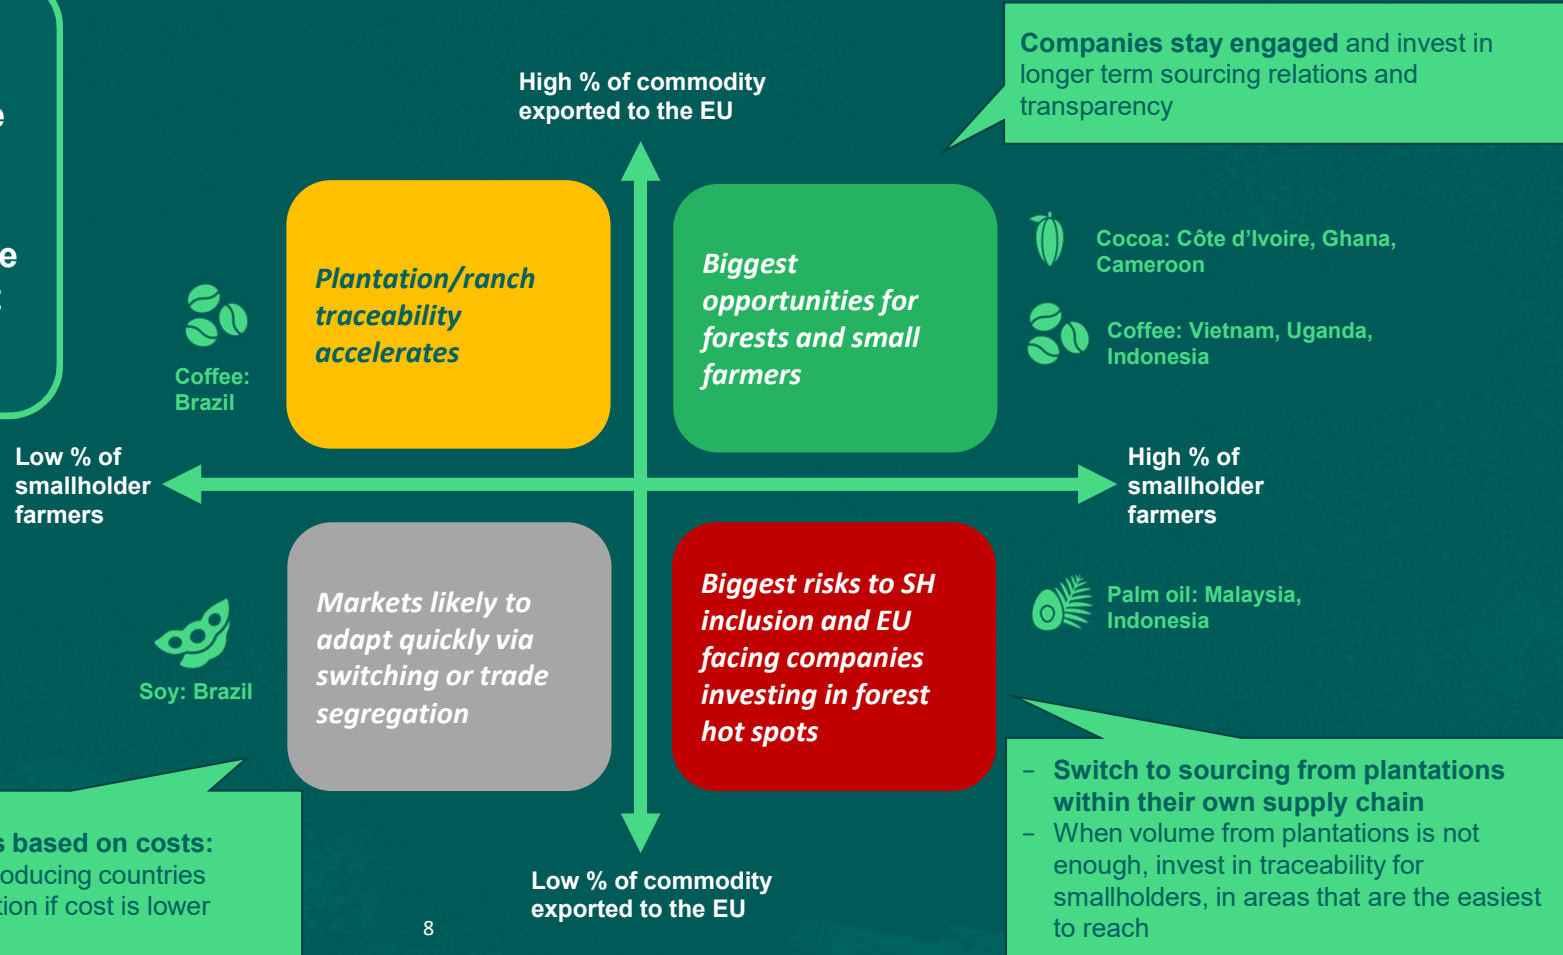 e
e
t
High % of commodity
exported to the EU
Companies stay engaged and invest in
longer term sourcing relations and
transparency
Plantation/ranch
traceability
accelerates
Biggest
opportunities for
forests and small
farmers
Cocoa: Côte d’Ivoire, Ghana,
Cameroon
Coffee: Vietnam, Uganda,
Indonesia
Coffee:
Brazil
Low % of
smallholder
farmers
High % of
smallholder
farmers
Markets likely to
adapt quickly via
switching or trade
segregation
Biggest risks to SH
inclusion and EU
facing companies
investing in forest
hot spots
Palm oil: Malaysia,
Indonesia
Soy: Brazil
– Switch to sourcing from plantations
within their own supply chain
– When volume from plantations is not
enough, invest in traceability for
smallholders, in areas that are the easiest
to reach
s based on costs:
oducing countries
tion if cost is lower
Low % of commodity
exported to the EU
8